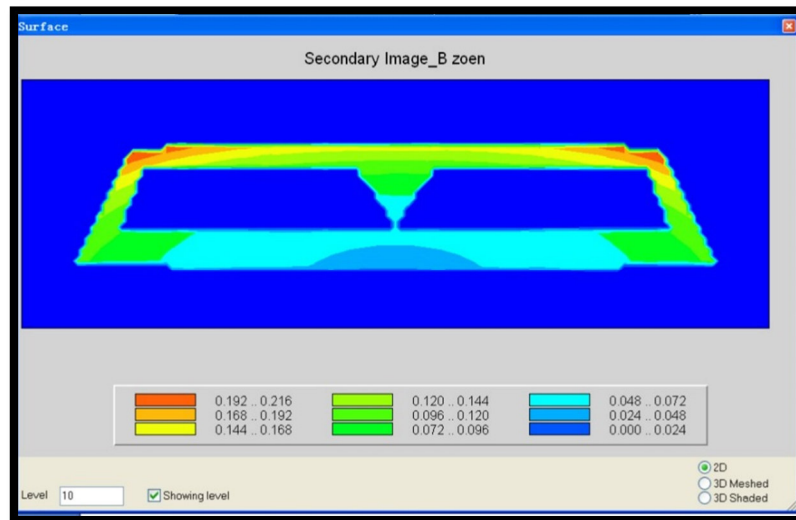 Surface
Secondary Image_B zoen
0.192 .. 0.216 0.120 .. 0.144 0.048 .. 0.072
0.168 .. 0.192 0.096 .. 0.120 0.024 .. 0.048
0.144 .. 0.168 0.072 .. 0.096 0.000 .. 0.024
2D
3D Meshed
Level 10 Showing level 3D Shaded